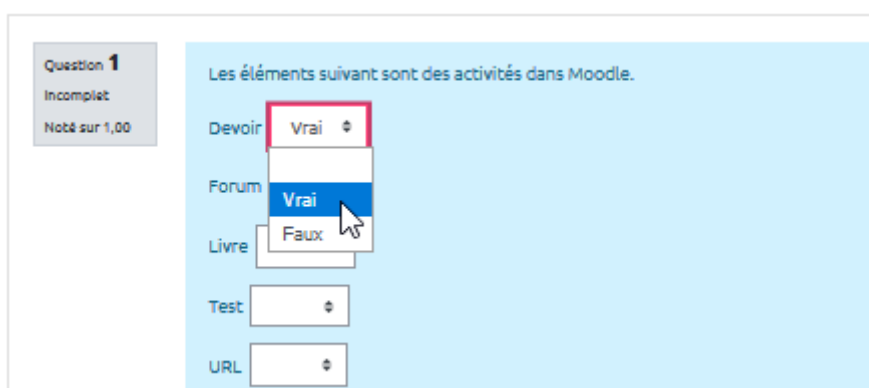 Question 1
Incomplet
Noté sur 1,00
Les éléments suivant sont des activités dans Moodle.
Devoir Vrai
Forum
Vrai
Faux
Livre
Test
URL